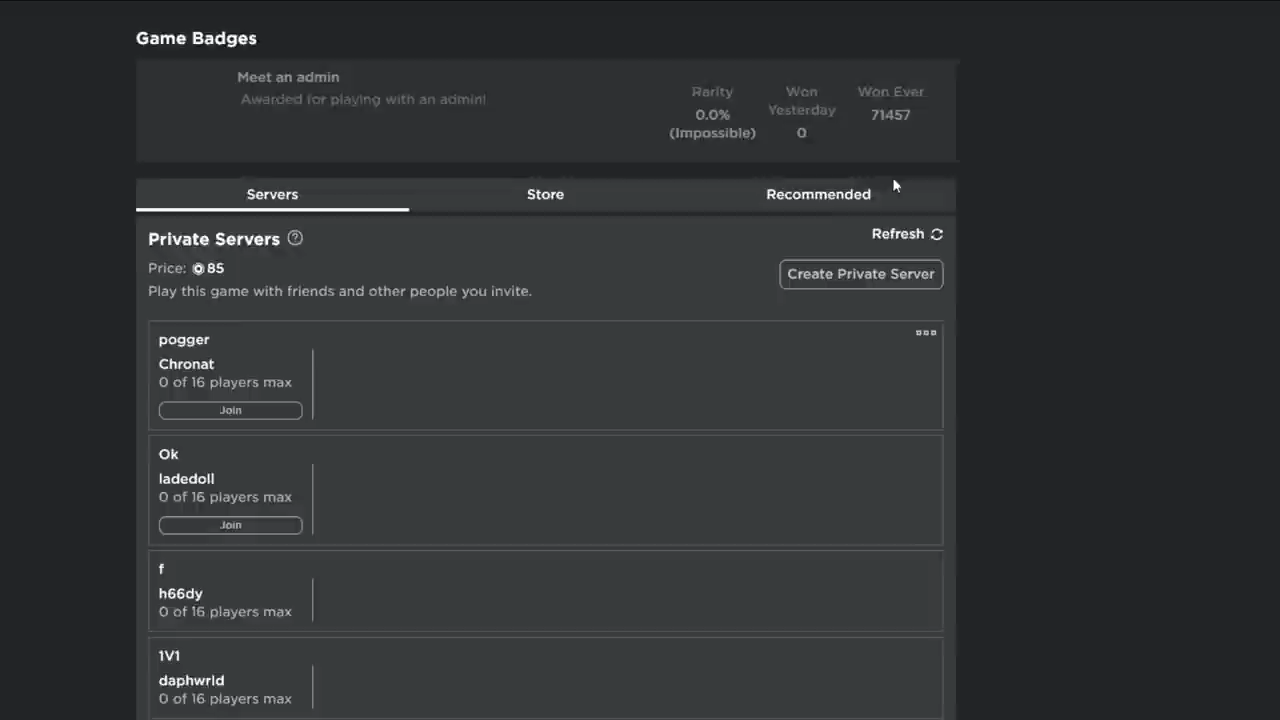 Game Badges
Meet an admin
Awarded for playing with an admin!
Rarity
0.0%
(Impossible)
Won
Yesterday
0
Won Ever
71457
Servers
Store
Recommended
Private Servers
Refresh
Price: 85
Create Private Server
Play this game with friends and other people you invite.
pogger
Chronat
0 of 16 players max
Join
Ok
ladedoll
0 of 16 players max
Join
f
h66dy
0 of 16 players max
1V1
daphwrld
0 of 16 players max